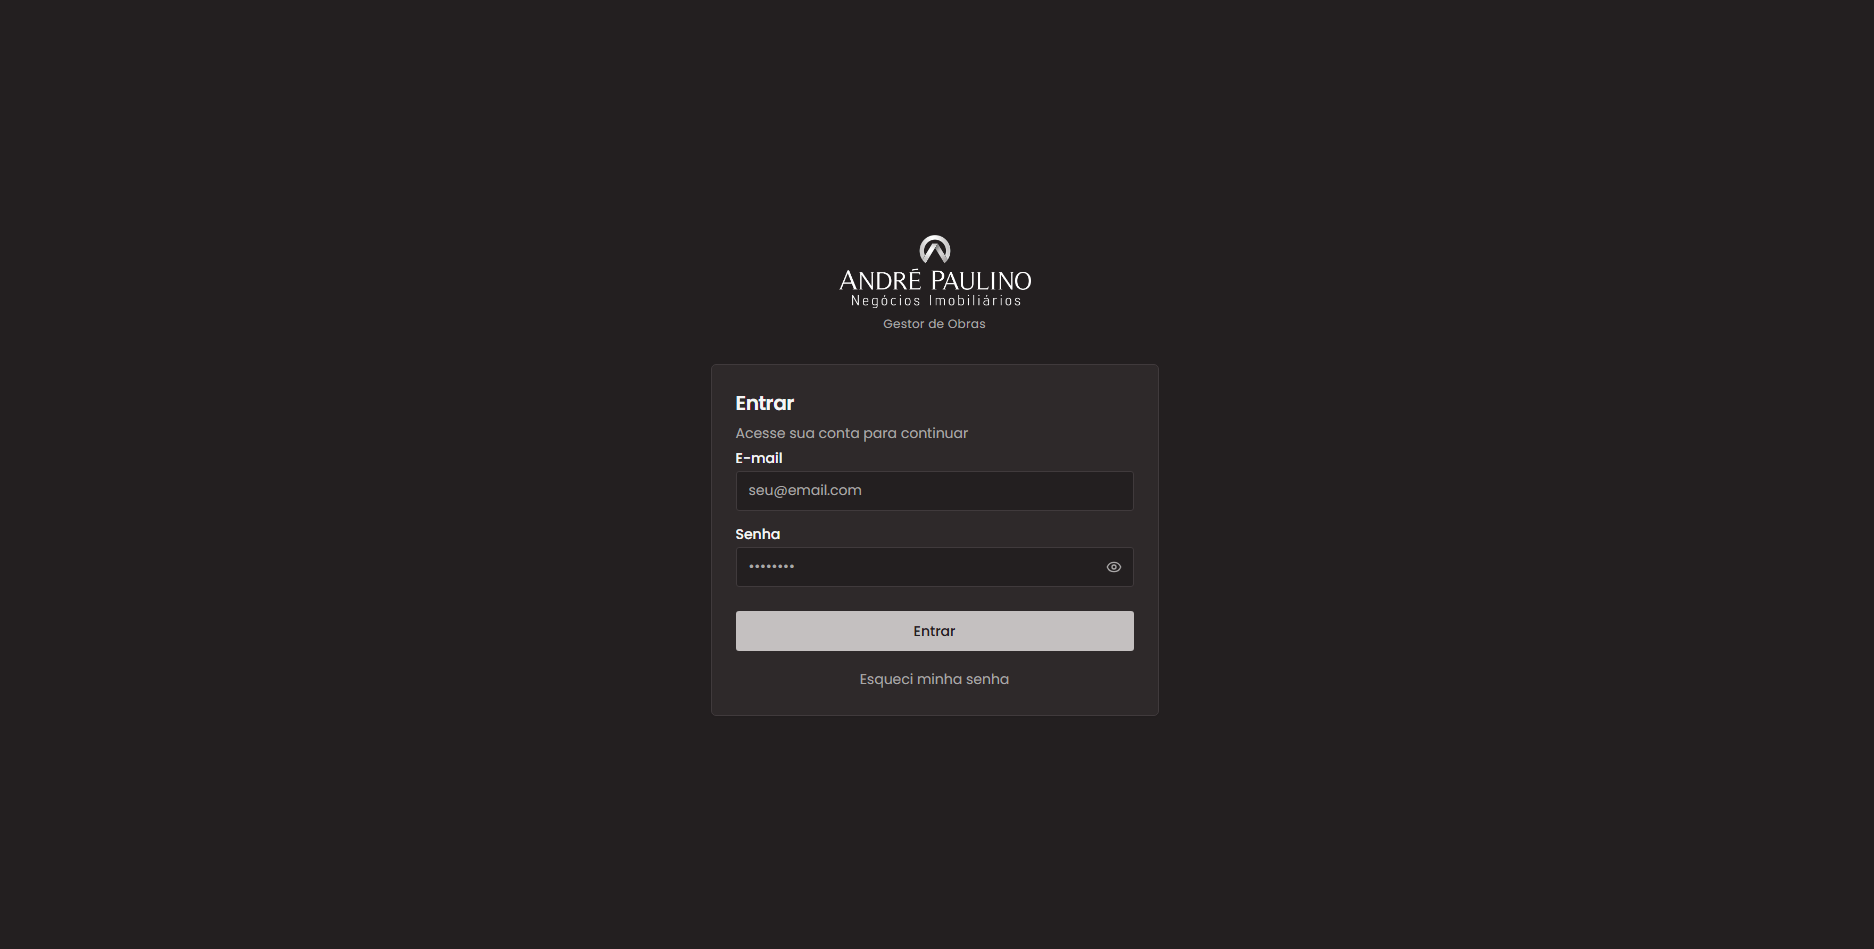 ANDRÉ PAULINO
Negócios Imobiliários
Gestor de Obras
Entrar
Acesse sua conta para continuar
E-mail
seu@email.com
Senha
••••••••
Entrar
Esqueci minha senha